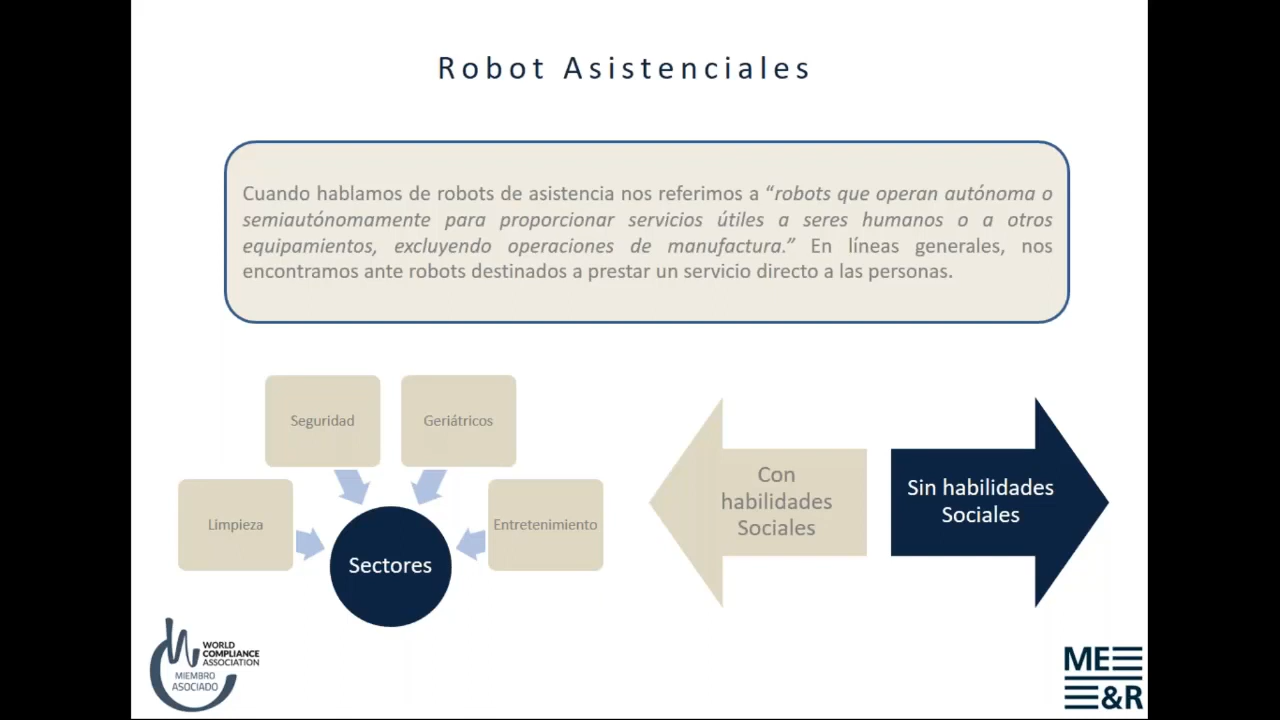 Robot Asistenciales
Cuando hablamos de robots de asistencia nos referimos a “robots que operan autónoma o
semiautónomamente para proporcionar servicios útiles a seres humanos o a otros
equipamientos, excluyendo operaciones de manufactura.” En líneas generales, nos
encontramos ante robots destinados a prestar un servicio directo a las personas.
Seguridad
Geriátricos
Limpieza
Entretenimiento
Sectores
Con
habilidades
Sociales
Sin habilidades
Sociales
WORLD
COMPLIANCE
ASSOCIATION
MIEMBRO
ASOCIADO
ME
&R